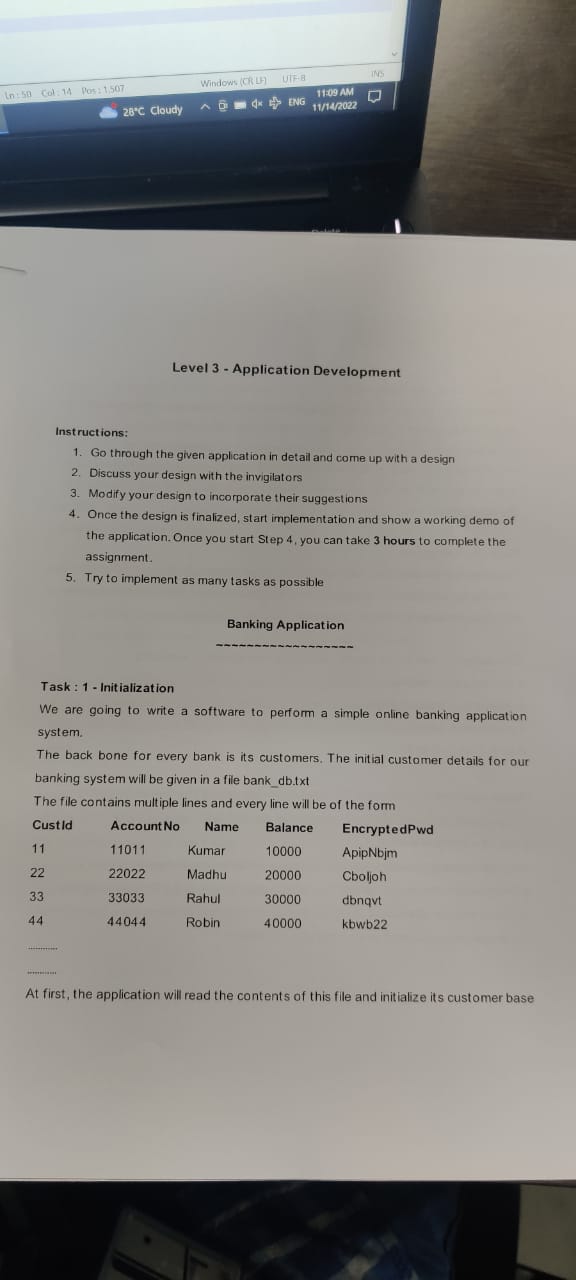 Ln : 50 Col : 14 Pos : 1,507 Windows (CR LF) UTF-8 INS
28°C Cloudy ENG 11:09 AM
11/14/2022
Level 3 - Application Development
Instructions:
1. Go through the given application in detail and come up with a design
2. Discuss your design with the invigilators
3. Modify your design to incorporate their suggestions
4. Once the design is finalized, start implementation and show a working demo of
the application. Once you start Step 4, you can take 3 hours to complete the
assignment.
5. Try to implement as many tasks as possible
Banking Application
~~~~~~~~~~~~~~~~~~~
Task : 1 - Initialization
We are going to write a software to perform a simple online banking application
system.
The back bone for every bank is its customers. The initial customer details for our
banking system will be given in a file bank_db.txt
The file contains multiple lines and every line will be of the form
CustId AccountNo Name Balance EncryptedPwd
11 11011 Kumar 10000 ApipNbjm
22 22022 Madhu 20000 Cboljoh
33 33033 Rahul 30000 dbnqvt
44 44044 Robin 40000 kbwb22
............
............
At first, the application will read the contents of this file and initialize its customer base